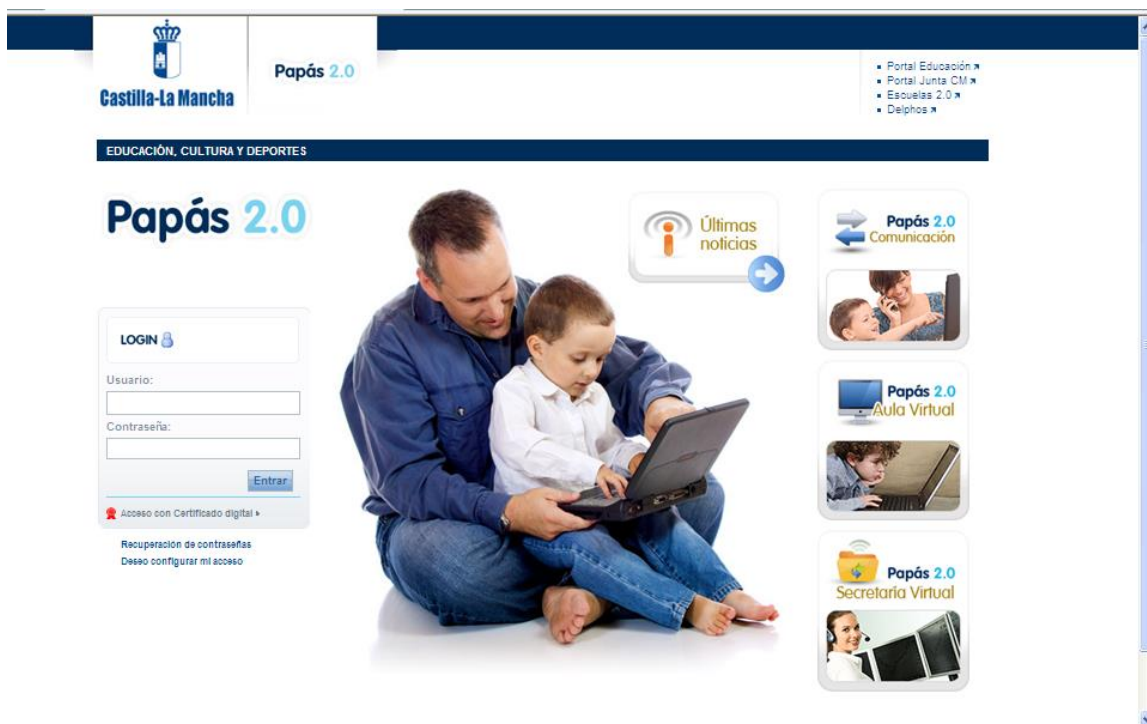 Castilla-La Mancha
Papás 2.0
Portal Educación
Portal Junta CM
Escuelas 2.0
Delphos
EDUCACIÓN, CULTURA Y DEPORTES
Papás 2.0
Últimas
noticias
Papás 2.0
Comunicación
LOGIN
Usuario:
Contraseña:
Entrar
Acceso con Certificado digital
Recuperación de contraseñas
Deseo configurar mi acceso
Papás 2.0
Aula Virtual
Papás 2.0
Secretaría Virtual